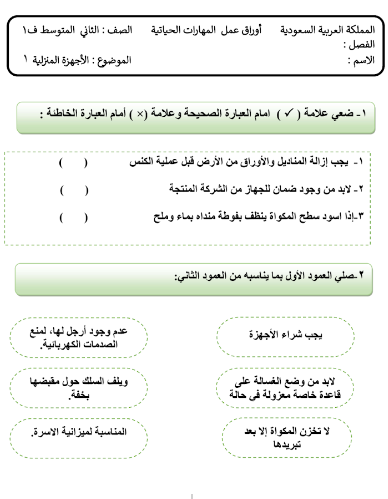 المملكة العربية السعودية أوراق عمل المهارات الحياتية الصف : الثاني المتوسط ف١
الفصل :
الاسم : الموضوع : الأجهزة المنزلية ١
١- ضعي علامة ( ✓ ) امام العبارة الصحيحة وعلامة ( × ) أمام العبارة الخاطئة :
١- يجب إزالة المناديل والأوراق من الأرض قبل عملية الكنس ( )
٢- لابد من وجود ضمان للجهاز من الشركة المنتجة ( )
٣-إذا اسود سطح المكواة ينظف بفوطة منداه بماء وملح ( )
٢-صلي العمود الأول بما يناسبه من العمود الثاني:
يجب شراء الأجهزة
عدم وجود أرجل لها، لمنع
الصدمات الكهربائية.
لابد من وضع الغسالة على
قاعدة خاصة معزولة في حالة
ويلف السلك حول مقبضها
بخفة.
لا تخزن المكواة إلا بعد
تبريدها
المناسبة لميزانية الاسرة.